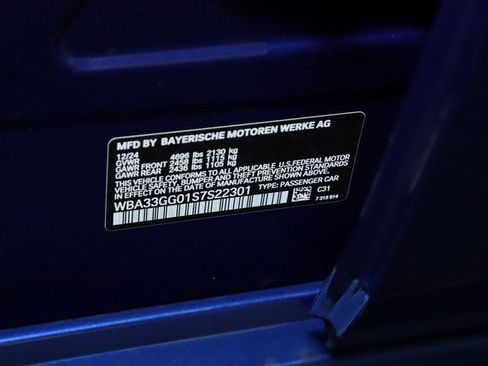 MFD BY BAYERISCHE MOTOREN WERKE AG
12/24 4696 lbs 2130 kg
GVWR
GAWR FRONT 2458 lbs 1115 kg
GAWR REAR 2436 lbs 1105 kg
THIS VEHICLE CONFORMS TO ALL APPLICABLE U.S. FEDERAL MOTOR
VEHICLE SAFETY, BUMPER AND THEFT PREVENTION STANDARDS
IN EFFECT ON THE DATE OF MANUFACTURE SHOWN ABOVE.
WBA33GG01S7S22301 TYPE: PASSENGER CAR
C31
7 315 614